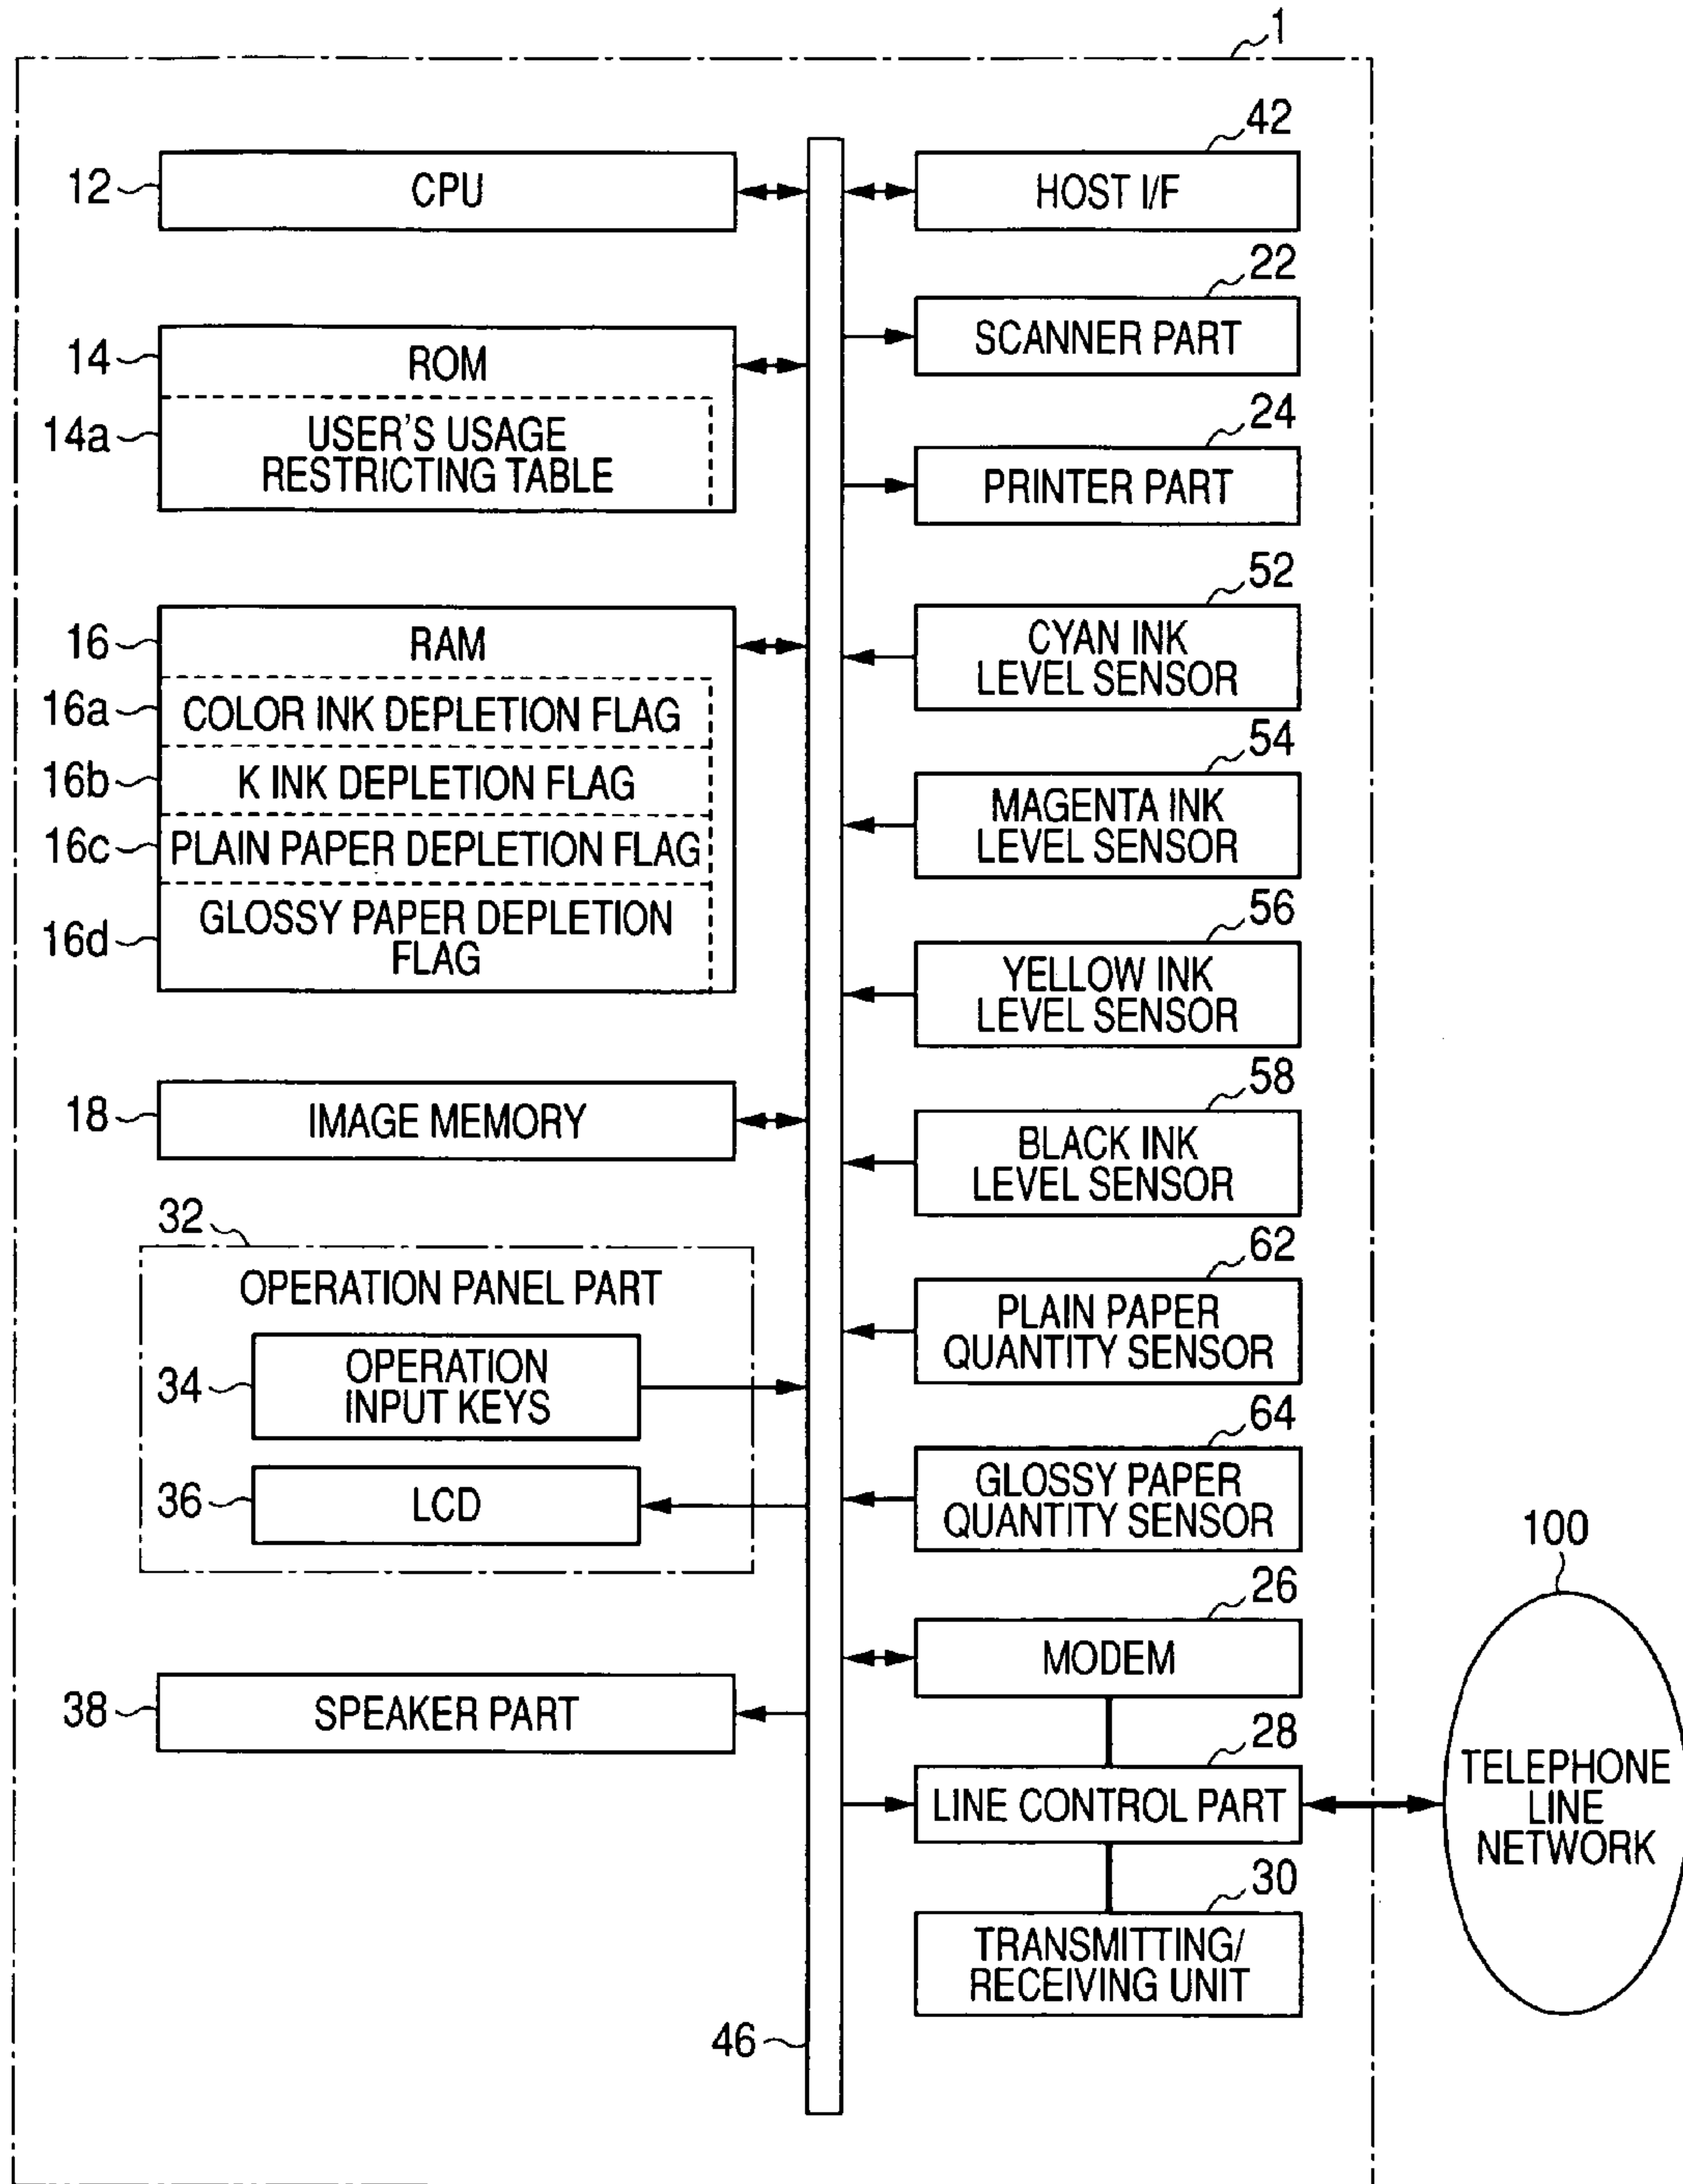 1
12
CPU
14
ROM
14a
USER'S USAGE
RESTRICTING TABLE
16
RAM
16a
COLOR INK DEPLETION FLAG
16b
K INK DEPLETION FLAG
16c
PLAIN PAPER DEPLETION FLAG
16d
GLOSSY PAPER DEPLETION
FLAG
18
IMAGE MEMORY
32
OPERATION PANEL PART
34
OPERATION
INPUT KEYS
36
LCD
38
SPEAKER PART
46
42
HOST I/F
22
SCANNER PART
24
PRINTER PART
52
CYAN INK
LEVEL SENSOR
54
MAGENTA INK
LEVEL SENSOR
56
YELLOW INK
LEVEL SENSOR
58
BLACK INK
LEVEL SENSOR
62
PLAIN PAPER
QUANTITY SENSOR
64
GLOSSY PAPER
QUANTITY SENSOR
26
MODEM
28
LINE CONTROL PART
30
TRANSMITTING/
RECEIVING UNIT
100
TELEPHONE
LINE
NETWORK